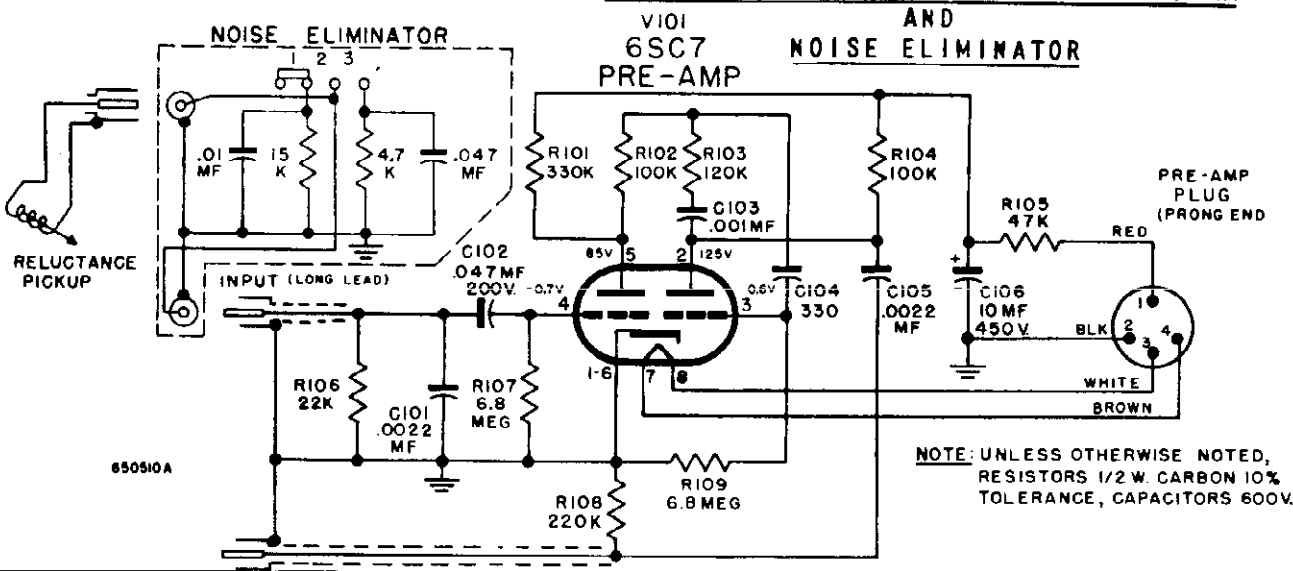 AND
NOISE ELIMINATOR
V101
6SC7
PRE-AMP
NOISE ELIMINATOR
1 2 3
.01
MF
15
K
4.7
K
.047
MF
RELUCTANCE
PICKUP
INPUT (LONG LEAD)
R101
330K
R102
100K
R103
120K
C103
.001MF
R104
100K
R105
47K
PRE-AMP
PLUG
(PRONG END
RED
C102
.047MF
200V.
-0.7V
4
85V
5
2
125V
0.6V
3
C104
330
C105
.0022
MF
+
-
C106
10MF
450V.
BLK
1
2
3
4
WHITE
BROWN
1-6
7
8
R106
22K
C101
.0022
MF
R107
6.8
MEG
R109
6.8MEG
R108
220K
650510A
NOTE: UNLESS OTHERWISE NOTED,
RESISTORS 1/2 W. CARBON 10%
TOLERANCE, CAPACITORS 600V.